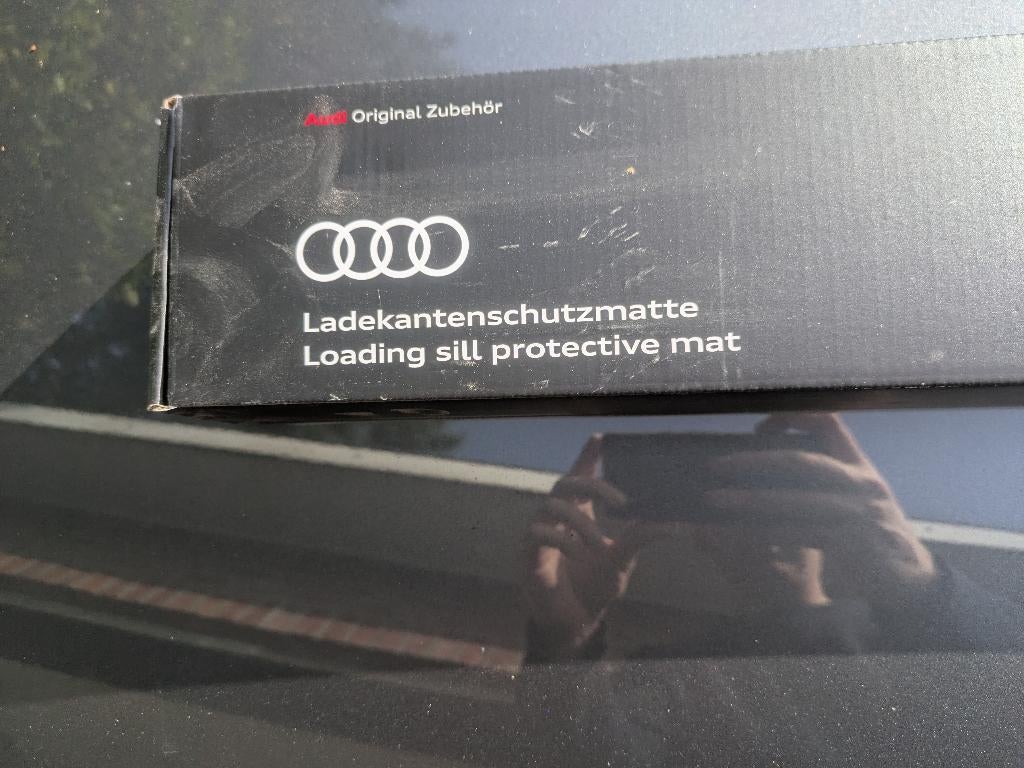 Audi Original Zubehör
Ladekantenschutzmatte
Loading sill protective mat